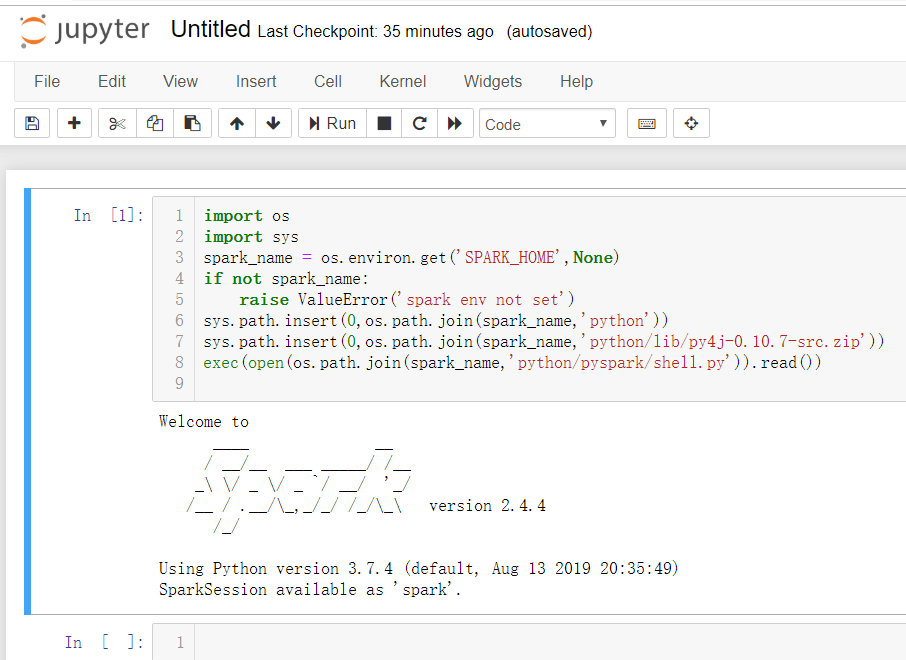 jupyter Untitled Last Checkpoint: 35 minutes ago (autosaved)
File Edit View Insert Cell Kernel Widgets Help
Run Code
In [1]:
1 import os
2 import sys
3 spark_name = os.environ.get('SPARK_HOME',None)
4 if not spark_name:
5     raise ValueError('spark env not set')
6 sys.path.insert(0,os.path.join(spark_name,'python'))
7 sys.path.insert(0,os.path.join(spark_name,'python/lib/py4j-0.10.7-src.zip'))
8 exec(open(os.path.join(spark_name,'python/pyspark/shell.py')).read())
9
Welcome to
      ____              __
     / __/__  ___ _____/ /__
    _\ \/ _ \/ _ `/ __/  '_/
   /__ / .__/\_,_/_/ /_/\_\   version 2.4.4
      /_/
Using Python version 3.7.4 (default, Aug 13 2019 20:35:49)
SparkSession available as 'spark'.
In [ ]: 1